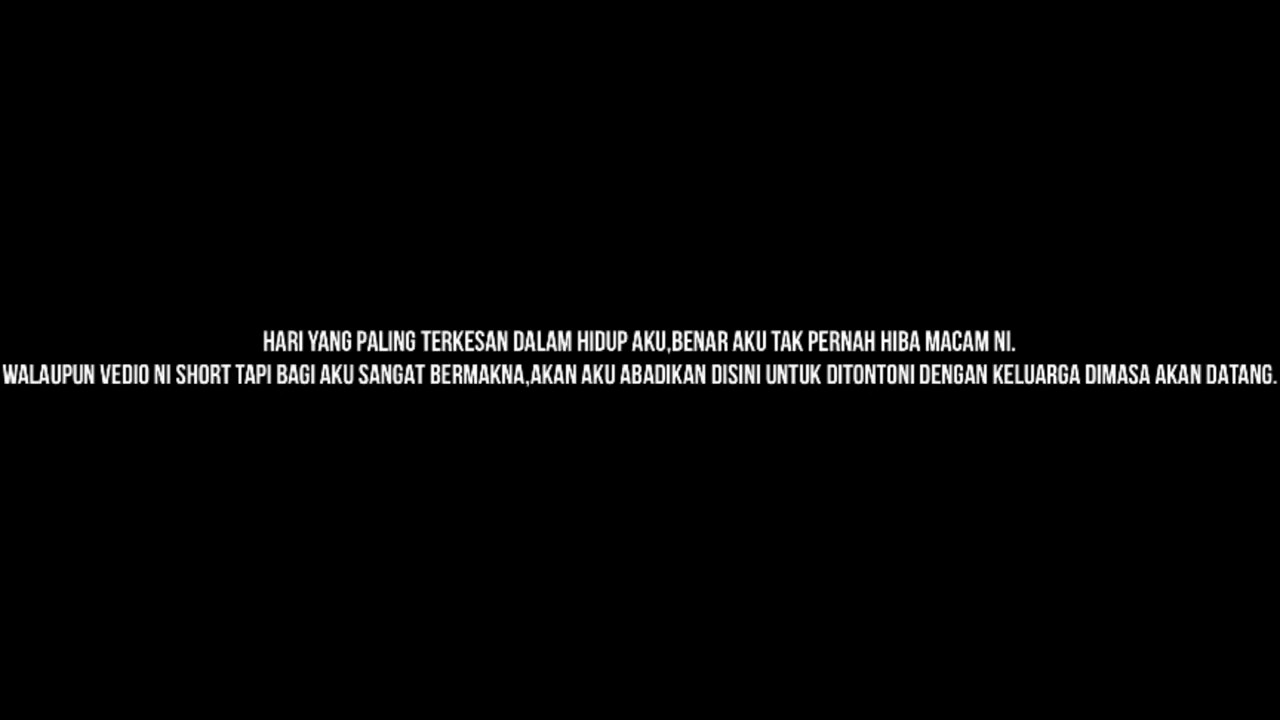 HARI YANG PALING TERKESAN DALAM HIDUP AKU,BENAR AKU TAK PERNAH HIBA MACAM NI.
WALAUPUN VEDIO NI SHORT TAPI BAGI AKU SANGAT BERMAKNA,AKAN AKU ABADIKAN DISINI UNTUK DITONTONI DENGAN KELUARGA DIMASA AKAN DATANG.